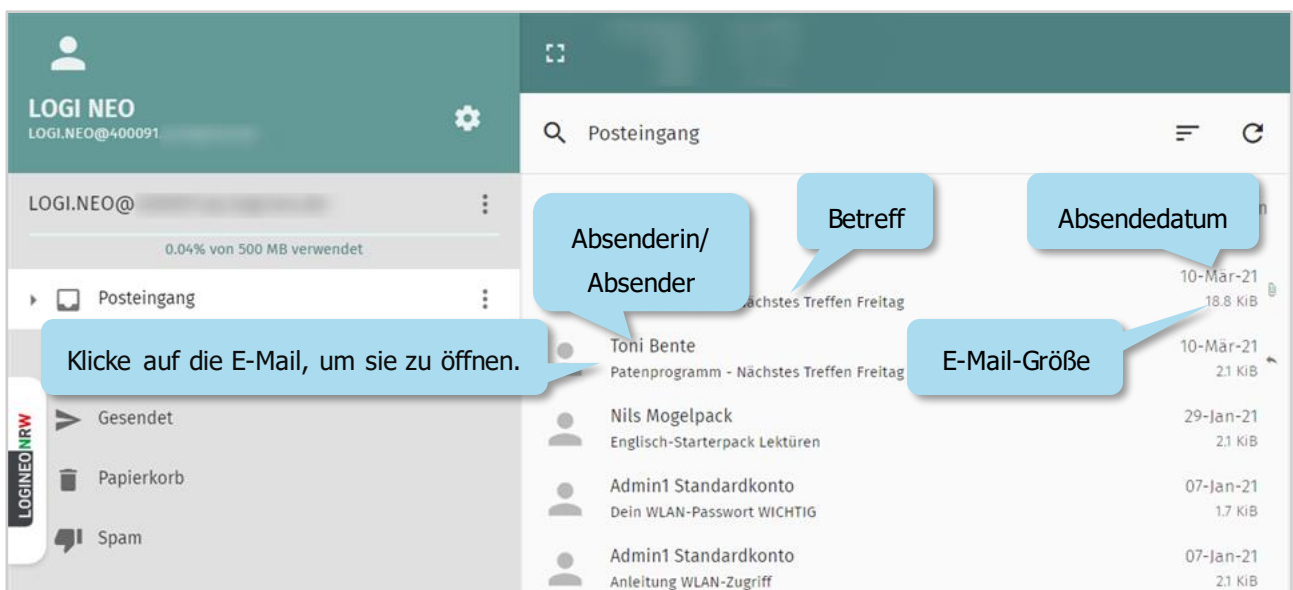 LOGI NEO
LOGI.NEO@400091
LOGI.NEO@
0.04% von 500 MB verwendet
Posteingang
Klicke auf die E-Mail, um sie zu öffnen.
Gesendet
Papierkorb
Spam
LOGINEO NRW
Posteingang
Absenderin/
Absender
Betreff
Absendedatum
10-Mär-21
Nächstes Treffen Freitag
18.8 KiB
E-Mail-Größe
Toni Bente
10-Mär-21
Patenprogramm - Nächstes Treffen Freitag
2.1 KiB
Nils Mogelpack
29-Jan-21
Englisch-Starterpack Lektüren
2.1 KiB
Admin1 Standardkonto
07-Jan-21
Dein WLAN-Passwort WICHTIG
1.7 KiB
Admin1 Standardkonto
07-Jan-21
Anleitung WLAN-Zugriff
2.1 KiB